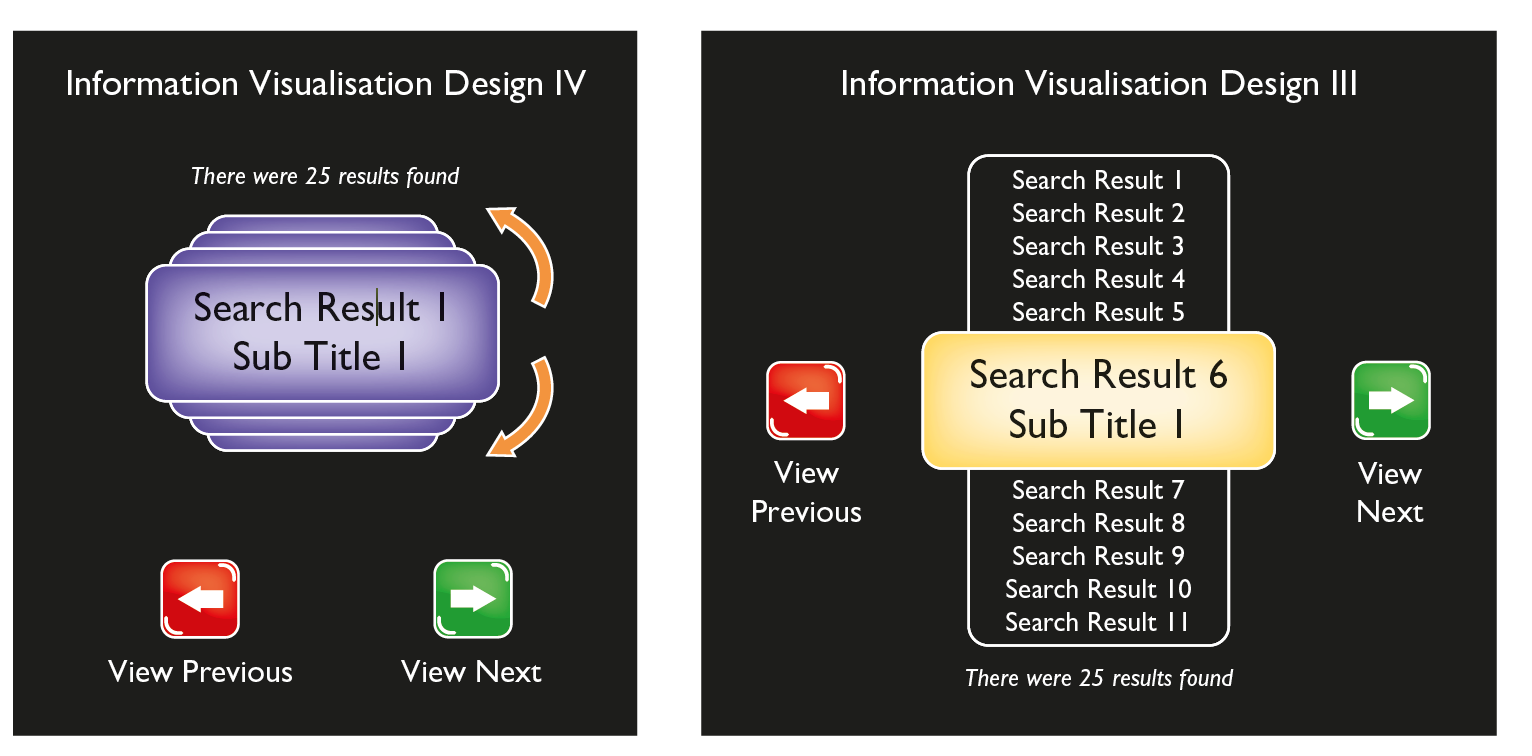 Information Visualisation Design IV
There were 25 results found
Search Result 1
Sub Title 1
View Previous
View Next
Information Visualisation Design III
Search Result 1
Search Result 2
Search Result 3
Search Result 4
Search Result 5
Search Result 6
Sub Title 1
Search Result 7
Search Result 8
Search Result 9
Search Result 10
Search Result 11
View
Previous
View
Next
There were 25 results found